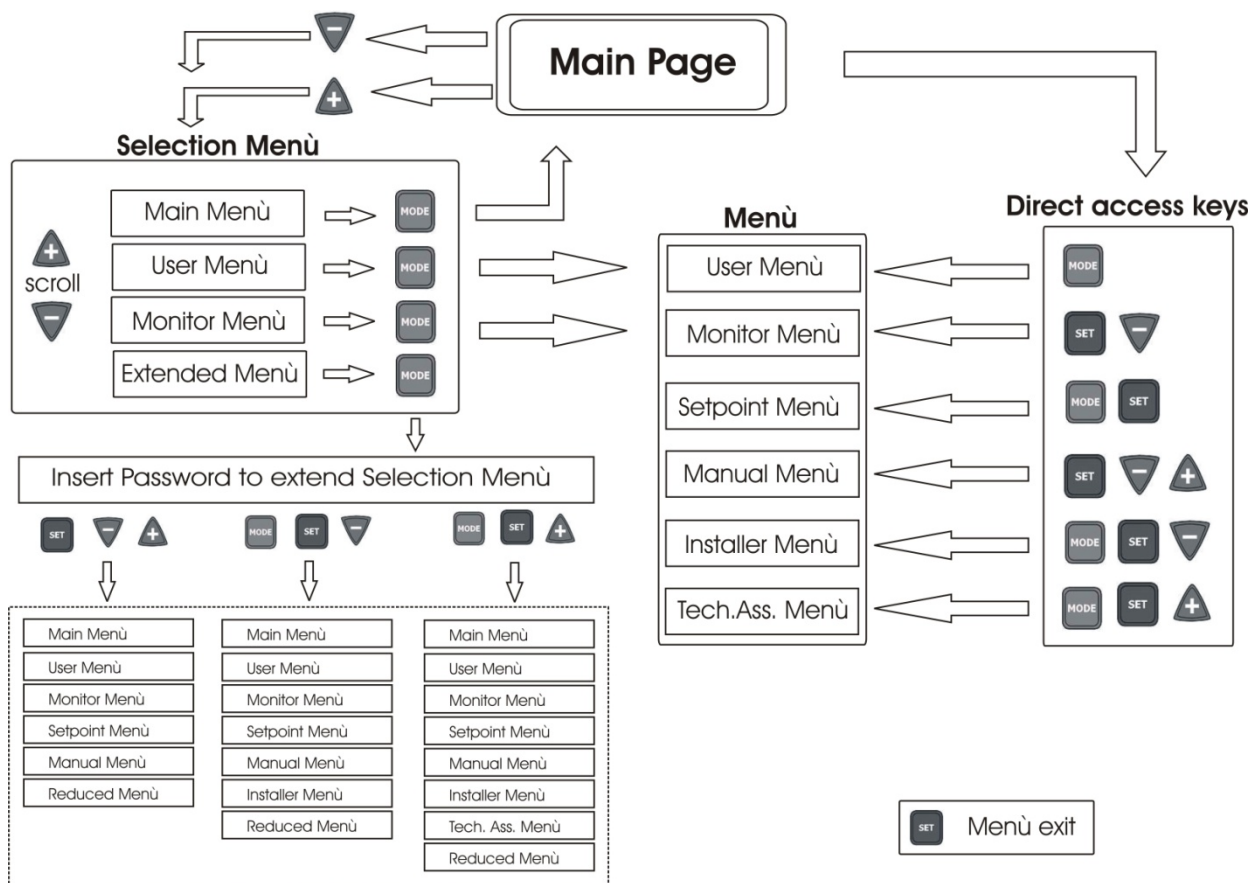 −
Main Page
+
Selection Menù
Main Menù
MODE
+
User Menù
MODE
scroll
−
Monitor Menù
MODE
Extended Menù
MODE
Insert Password to extend Selection Menù
SET − +
MODE SET −
MODE SET +
Main Menù
User Menù
Monitor Menù
Setpoint Menù
Manual Menù
Reduced Menù
Main Menù
User Menù
Monitor Menù
Setpoint Menù
Manual Menù
Installer Menù
Reduced Menù
Main Menù
User Menù
Monitor Menù
Setpoint Menù
Manual Menù
Installer Menù
Tech. Ass. Menù
Reduced Menù
Menù
Direct access keys
User Menù
MODE
Monitor Menù
SET −
Setpoint Menù
MODE SET
Manual Menù
SET − +
Installer Menù
MODE SET −
Tech.Ass. Menù
MODE SET +
SET Menù exit